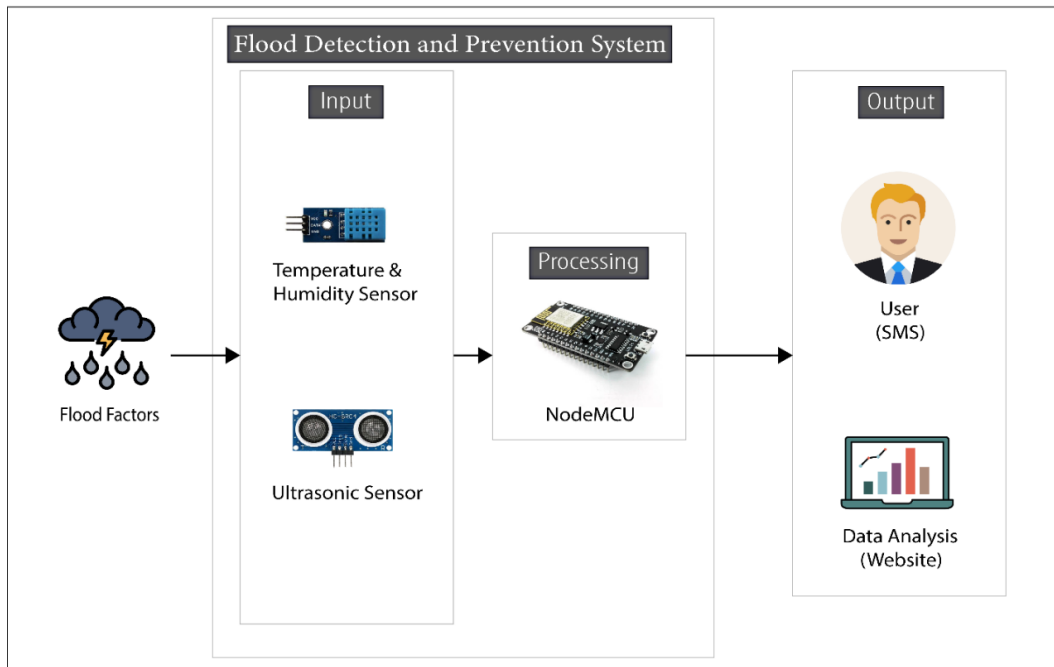 Flood Detection and Prevention System
Input
Output
Temperature &
Humidity Sensor
Processing
User
(SMS)
Flood Factors
NodeMCU
Ultrasonic Sensor
Data Analysis
(Website)